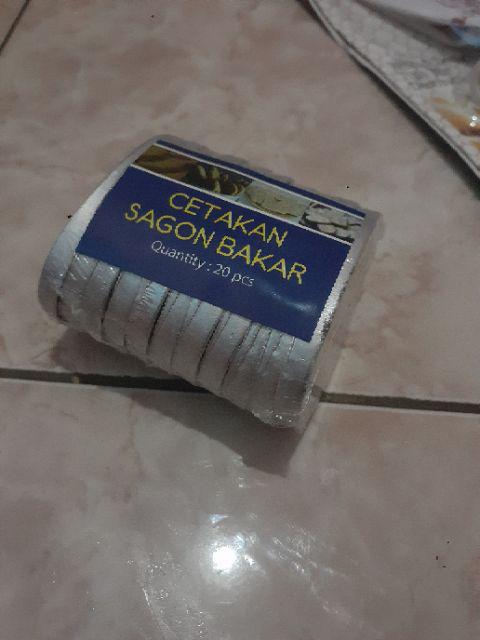 CETAKAN
SAGON BAKAR
Quantity : 20 pcs